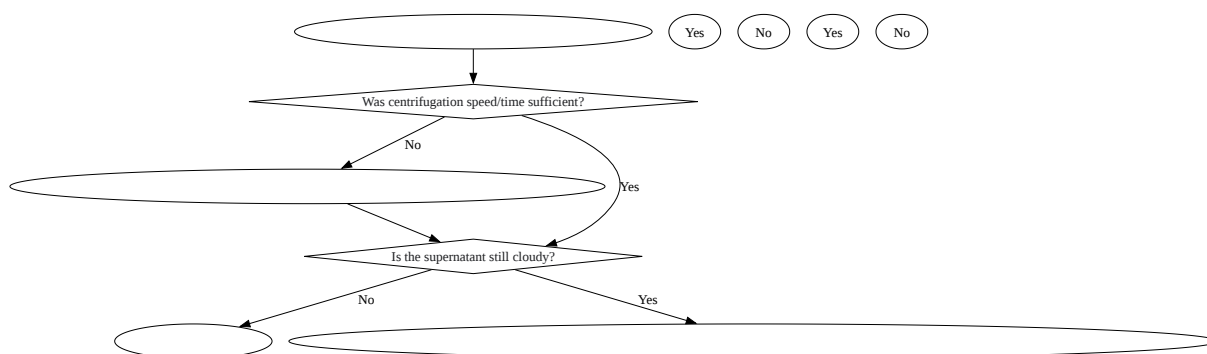 Yes
No
Yes
No
Was centrifugation speed/time sufficient?
No
Yes
Is the supernatant still cloudy?
No
Yes